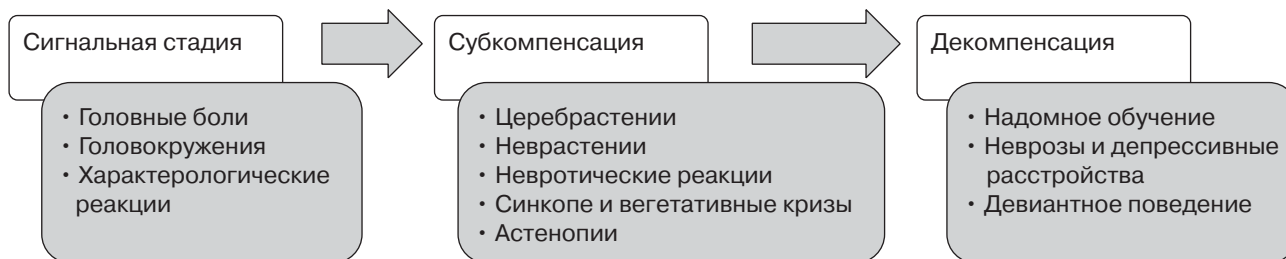 Сигнальная стадия
• Головные боли
• Головокружения
• Характерологические
реакции
Субкомпенсация
• Церебрастении
• Неврастении
• Невротические реакции
• Синкопе и вегетативные кризы
• Астенопии
Декомпенсация
• Надомное обучение
• Неврозы и депрессивные
расстройства
• Девиантное поведение